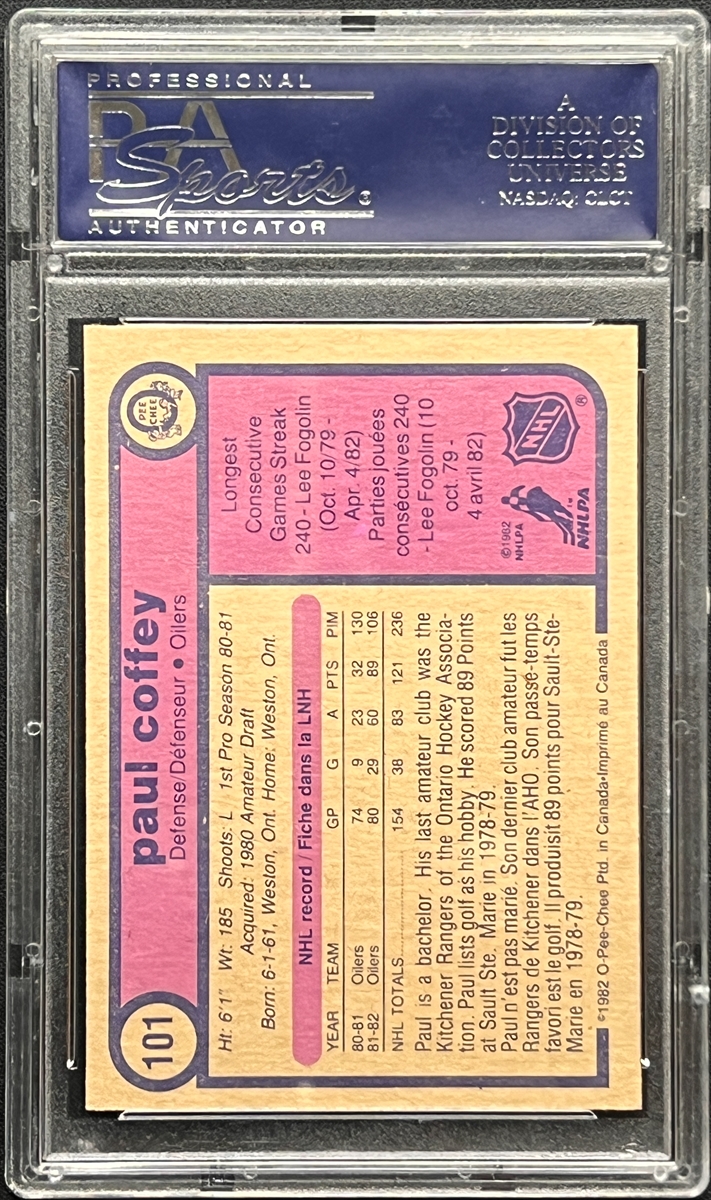 PROFESSIONAL
PSA
Sports®
AUTHENTICATOR
A
DIVISION OF
COLLECTORS
UNIVERSE
NASDAQ: CLCT
101
paul coffey
Defense/Défenseur • Oilers
O PEE CHEE
Ht: 6'1" Wt: 185 Shoots: L 1st Pro Season 80-81
Acquired: 1980 Amateur Draft
Born: 6-1-61, Weston, Ont. Home: Weston, Ont.
NHL record / Fiche dans la LNH
YEAR TEAM GP G A PTS PIM
80-81 Oilers 74 9 23 32 130
81-82 Oilers 80 29 60 89 106
NHL TOTALS 154 38 83 121 236
Paul is a bachelor. His last amateur club was the
Kitchener Rangers of the Ontario Hockey Associa-
tion. Paul lists golf as his hobby. He scored 89 Points
at Sault Ste. Marie in 1978-79.
Paul n'est pas marié. Son dernier club amateur fut les
Rangers de Kitchener dans l'AHO. Son passe-temps
favori est le golf. Il produisit 89 points pour Sault-Ste-
Marie en 1978-79.
©1982 O-Pee-Chee Ptd. in Canada-Imprimé au Canada
Longest
Consecutive
Games Streak
240 - Lee Fogolin
(Oct. 10/79 -
Apr. 4/82)
Parties jouées
consécutives 240
- Lee Fogolin (10
oct. 79 -
4 avril 82)
©1982
NHLPA
NHL®
NHLPA™